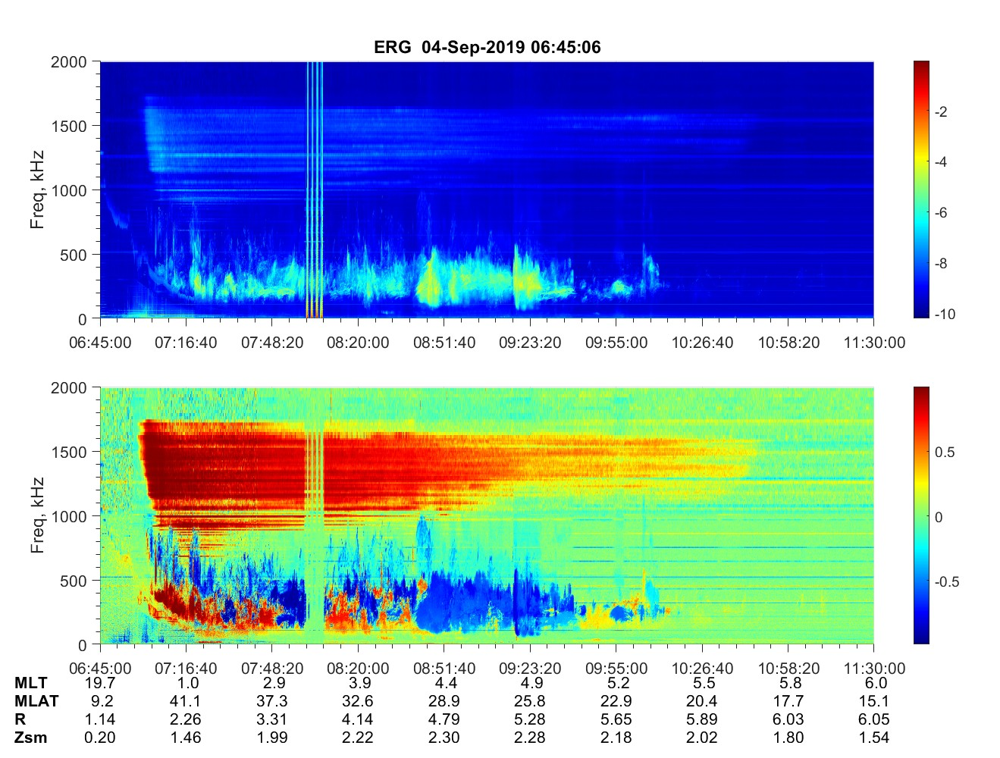 ERG  04-Sep-2019 06:45:06
2000
1500
1000
500
0
Freq, kHz
06:45:00 07:16:40 07:48:20 08:20:00 08:51:40 09:23:20 09:55:00 10:26:40 10:58:20 11:30:00
-2
-4
-6
-8
-10
2000
1500
1000
500
0
Freq, kHz
0.5
0
-0.5
06:45:00 07:16:40 07:48:20 08:20:00 08:51:40 09:23:20 09:55:00 10:26:40 10:58:20 11:30:00
MLT 19.7 1.0 2.9 3.9 4.4 4.9 5.2 5.5 5.8 6.0
MLAT 9.2 41.1 37.3 32.6 28.9 25.8 22.9 20.4 17.7 15.1
R 1.14 2.26 3.31 4.14 4.79 5.28 5.65 5.89 6.03 6.05
Zsm 0.20 1.46 1.99 2.22 2.30 2.28 2.18 2.02 1.80 1.54